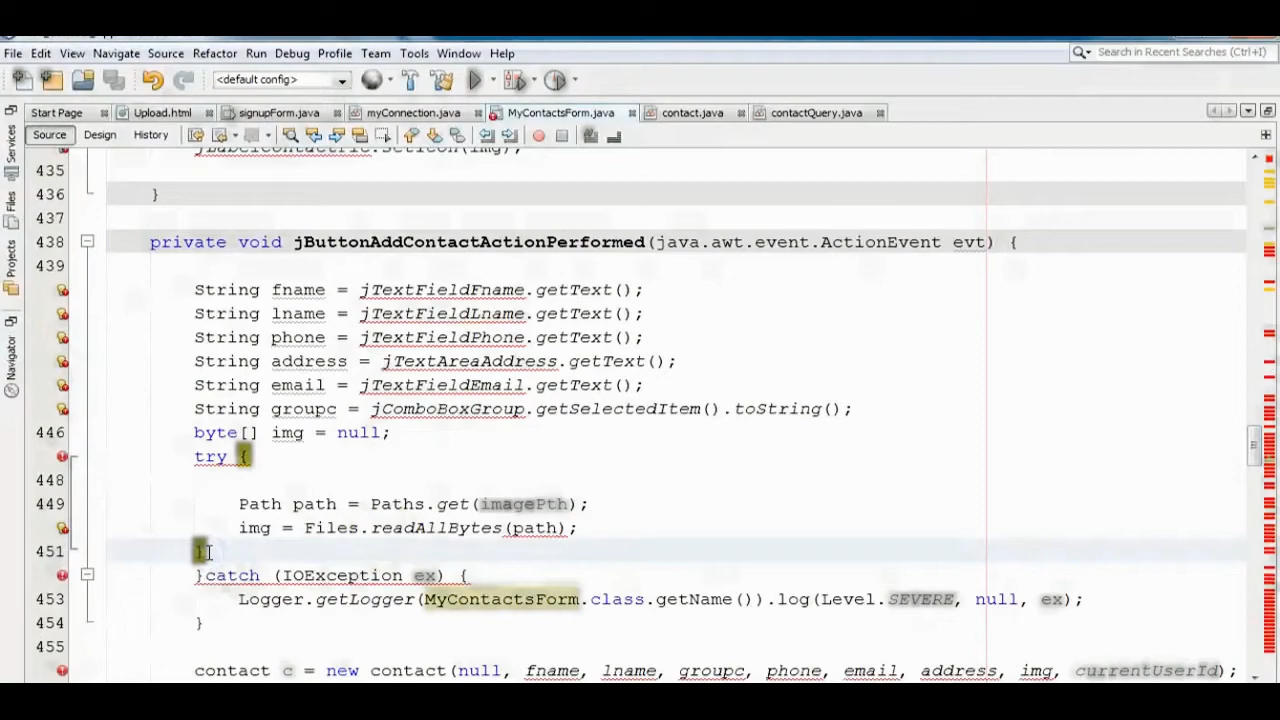 File Edit View Navigate Source Refactor Run Debug Profile Team Tools Window Help
Search in Recent Searches (Ctrl+I)
<default config>
Start Page Upload.html signupForm.java myConnection.java MyContactsForm.java contact.java contactQuery.java
Source Design History
Services
Files
Projects
Navigator
435
436 }
437
438 private void jButtonAddContactActionPerformed(java.awt.event.ActionEvent evt) {
439
String fname = jTextFieldFname.getText();
String lname = jTextFieldLname.getText();
String phone = jTextFieldPhone.getText();
String address = jTextAreaAddress.getText();
String email = jTextFieldEmail.getText();
String groupc = jComboBoxGroup.getSelectedItem().toString();
446 byte[] img = null;
try {
448
449 Path path = Paths.get(imagePth);
img = Files.readAllBytes(path);
451 }
}catch (IOException ex) {
453 Logger.getLogger(MyContactsForm.class.getName()).log(Level.SEVERE, null, ex);
454 }
455
contact c = new contact(null, fname, lname, groupc, phone, email, address, img, currentUserId);